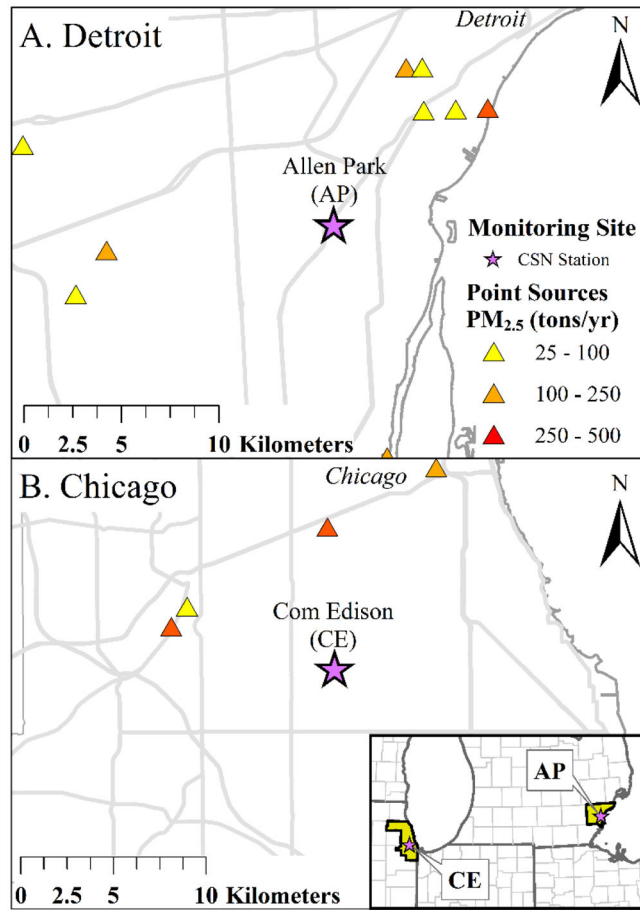 A. Detroit
Detroit
N
Allen Park
(AP)
Monitoring Site
CSN Station
Point Sources
PM2.5 (tons/yr)
25 - 100
100 - 250
250 - 500
0 2.5 5 10 Kilometers
B. Chicago
Chicago
N
Com Edison
(CE)
AP
CE
0 2.5 5 10 Kilometers